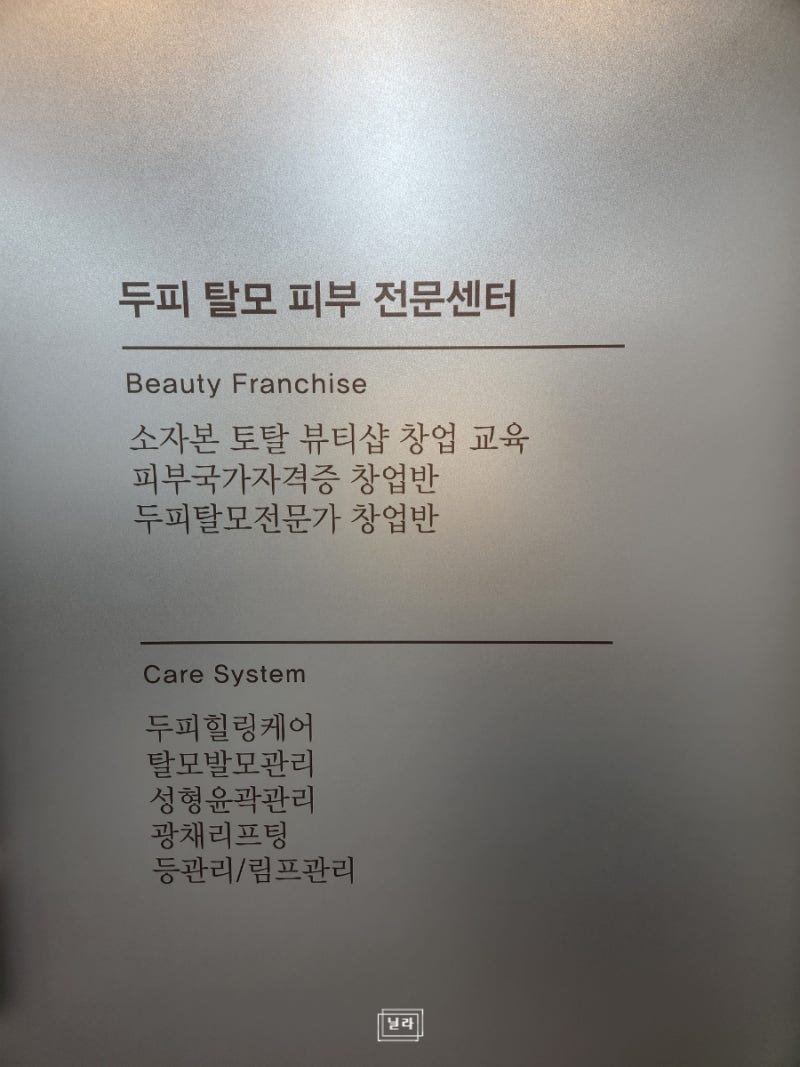 두피 탈모 피부 전문센터
Beauty Franchise
소자본 토탈 뷰티샵 창업 교육
피부국가자격증 창업반
두피탈모전문가 창업반
Care System
두피힐링케어
탈모발모관리
성형윤곽관리
광채리프팅
등관리/림프관리
닐라